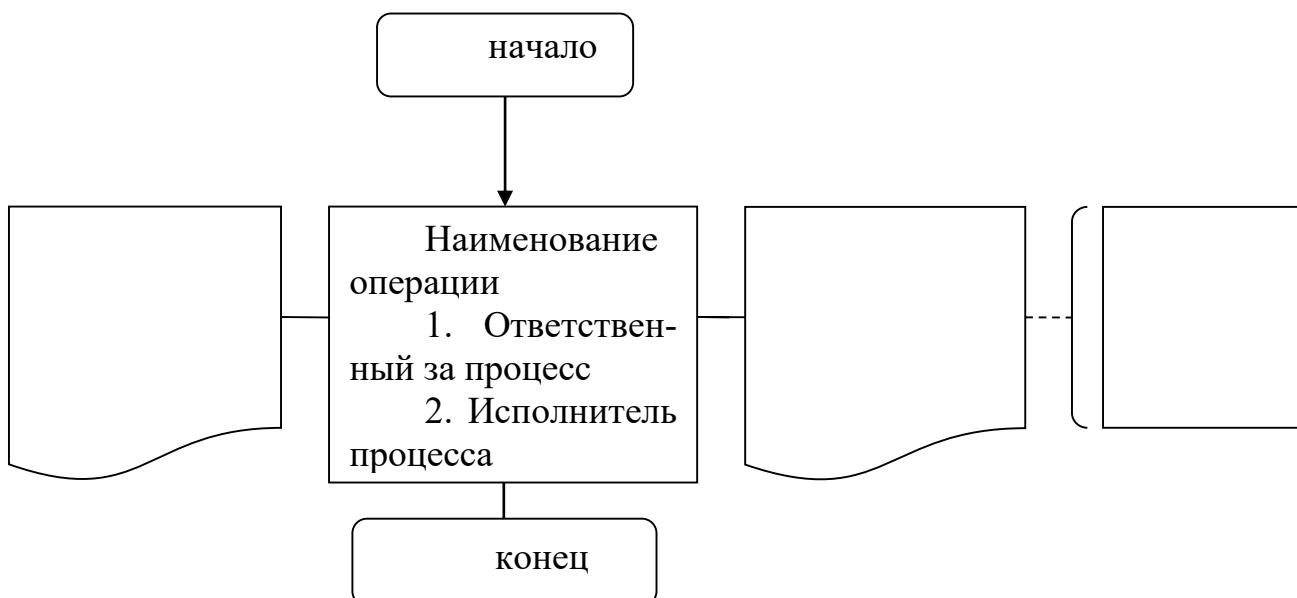 начало
Наименование
операции
1. Ответствен-
ный за процесс
2. Исполнитель
процесса
конец